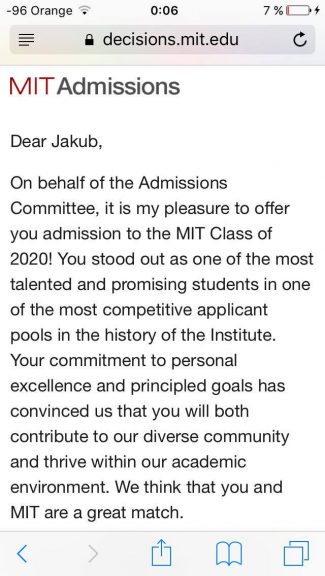 -96 Orange 0:06 7 %
decisions.mit.edu
MIT Admissions
Dear Jakub,
On behalf of the Admissions
Committee, it is my pleasure to offer
you admission to the MIT Class of
2020! You stood out as one of the most
talented and promising students in one
of the most competitive applicant
pools in the history of the Institute.
Your commitment to personal
excellence and principled goals has
convinced us that you will both
contribute to our diverse community
and thrive within our academic
environment. We think that you and
MIT are a great match.